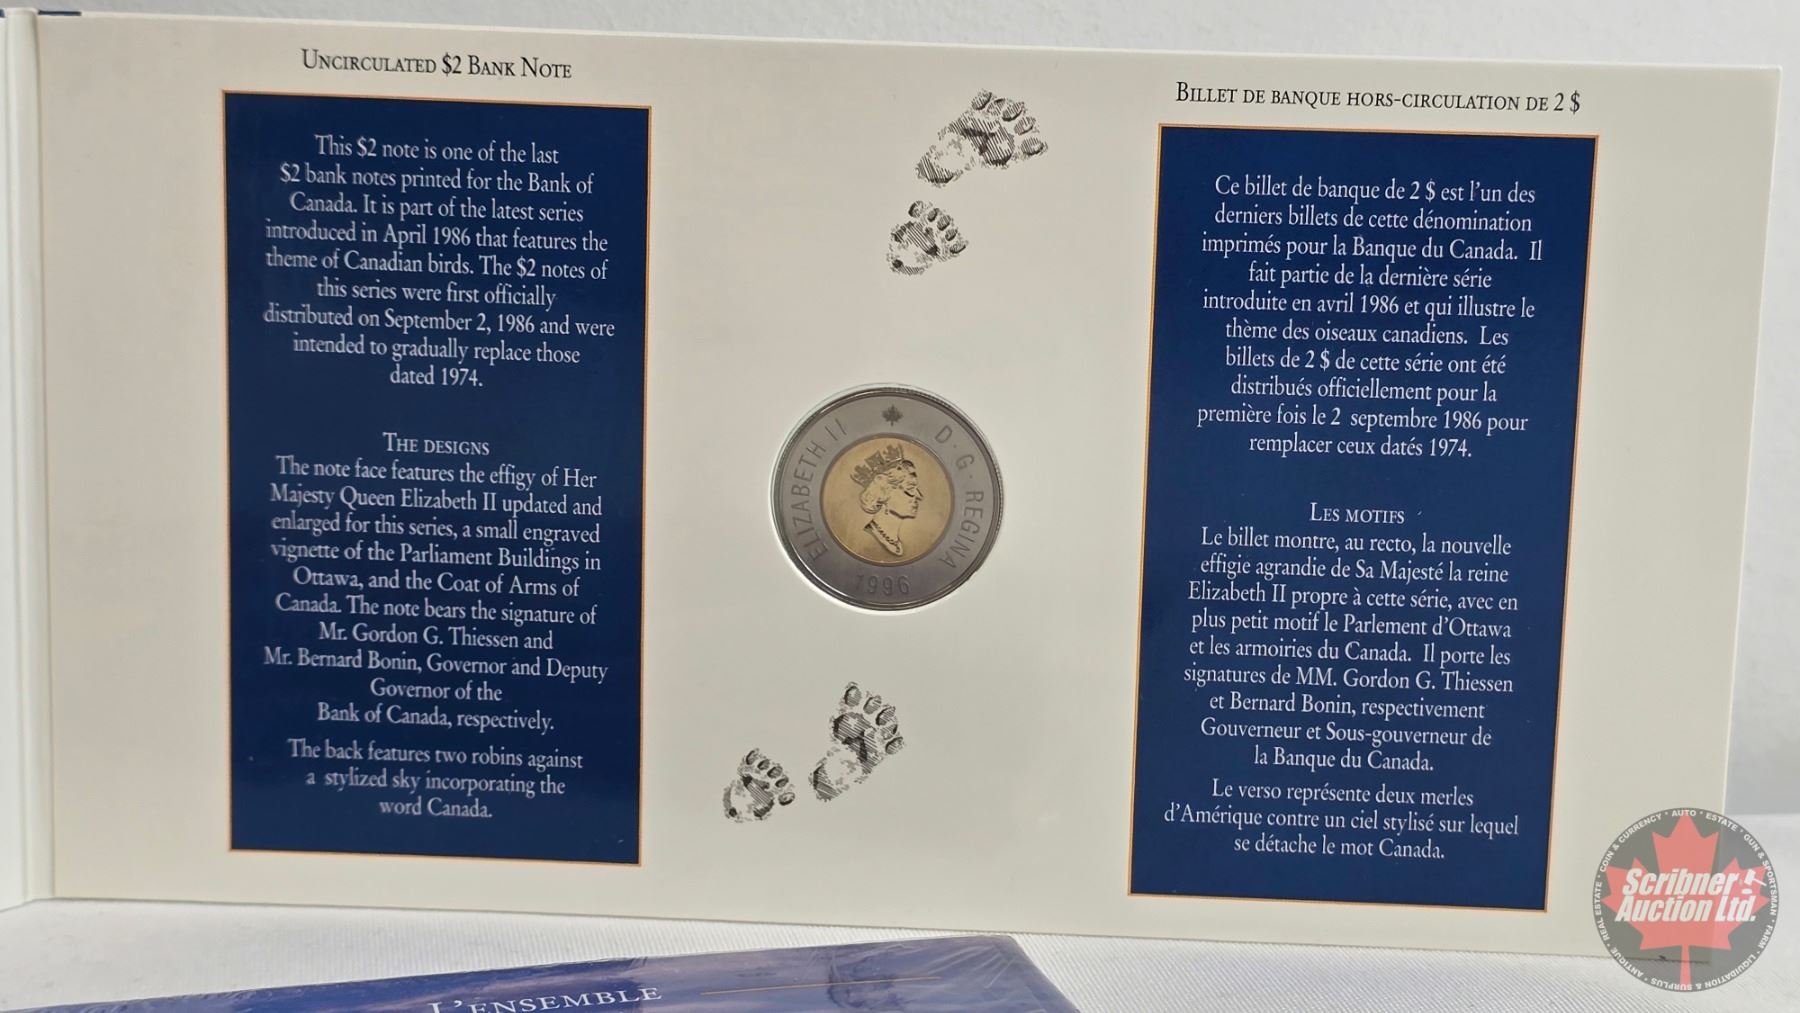 UNCIRCULATED $2 BANK NOTE
This $2 note is one of the last
$2 bank notes printed for the Bank of
Canada. It is part of the latest series
introduced in April 1986 that features the
theme of Canadian birds. The $2 notes of
this series were first officially
distributed on September 2, 1986 and were
intended to gradually replace those
dated 1974.
THE DESIGNS
The note face features the effigy of Her
Majesty Queen Elizabeth II updated and
enlarged for this series, a small engraved
vignette of the Parliament Buildings in
Ottawa, and the Coat of Arms of
Canada. The note bears the signature of
Mr. Gordon G. Thiessen and
Mr. Bernard Bonin, Governor and Deputy
Governor of the
Bank of Canada, respectively.
The back features two robins against
a stylized sky incorporating the
word Canada.
ELIZABETH II D·G·REGINA
1996
BILLET DE BANQUE HORS-CIRCULATION DE 2 $
Ce billet de banque de 2 $ est l'un des
derniers billets de cette dénomination
imprimés pour la Banque du Canada. Il
fait partie de la dernière série
introduite en avril 1986 et qui illustre le
thème des oiseaux canadiens. Les
billets de 2 $ de cette série ont été
distribués officiellement pour la
première fois le 2 septembre 1986 pour
remplacer ceux datés 1974.
LES MOTIFS
Le billet montre, au recto, la nouvelle
effigie agrandie de Sa Majesté la reine
Elizabeth II propre à cette série, avec en
plus petit motif le Parlement d'Ottawa
et les armoiries du Canada. Il porte les
signatures de MM. Gordon G. Thiessen
et Bernard Bonin, respectivement
Gouverneur et Sous-gouverneur de
la Banque du Canada.
Le verso représente deux merles
d'Amérique contre un ciel stylisé sur lequel
se détache le mot Canada.
L'ENSEMBLE
Scribner
Auction Ltd.
COIN & CURRENCY · AUTO · ESTATE · GUN & SPORTSMAN · FARM · LIQUIDATION & SURPLUS · ANTIQUE · REAL ESTATE